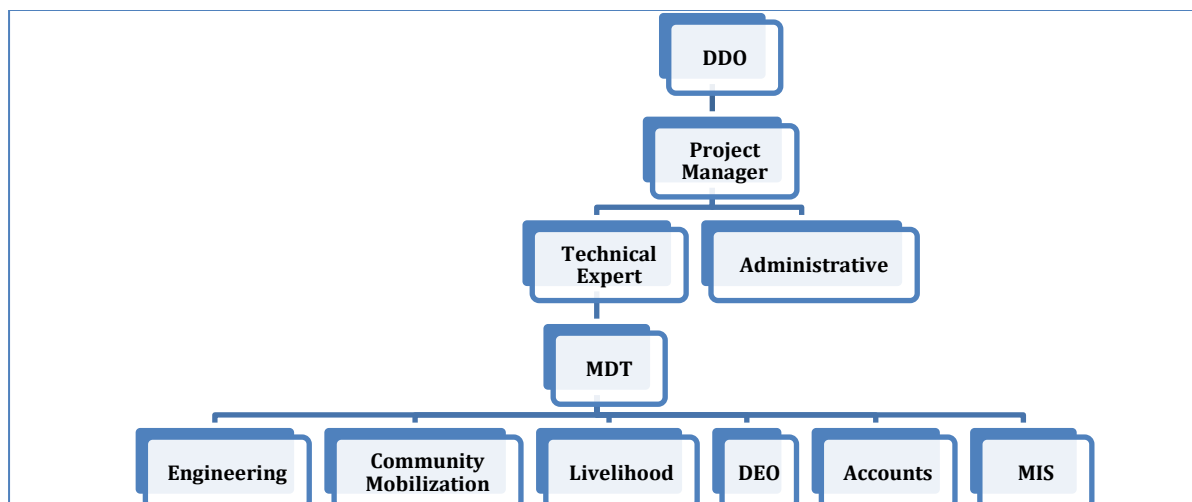 DDO
Project
Manager
Technical
Expert
Administrative
MDT
Engineering
Community
Mobilization
Livelihood
DEO
Accounts
MIS